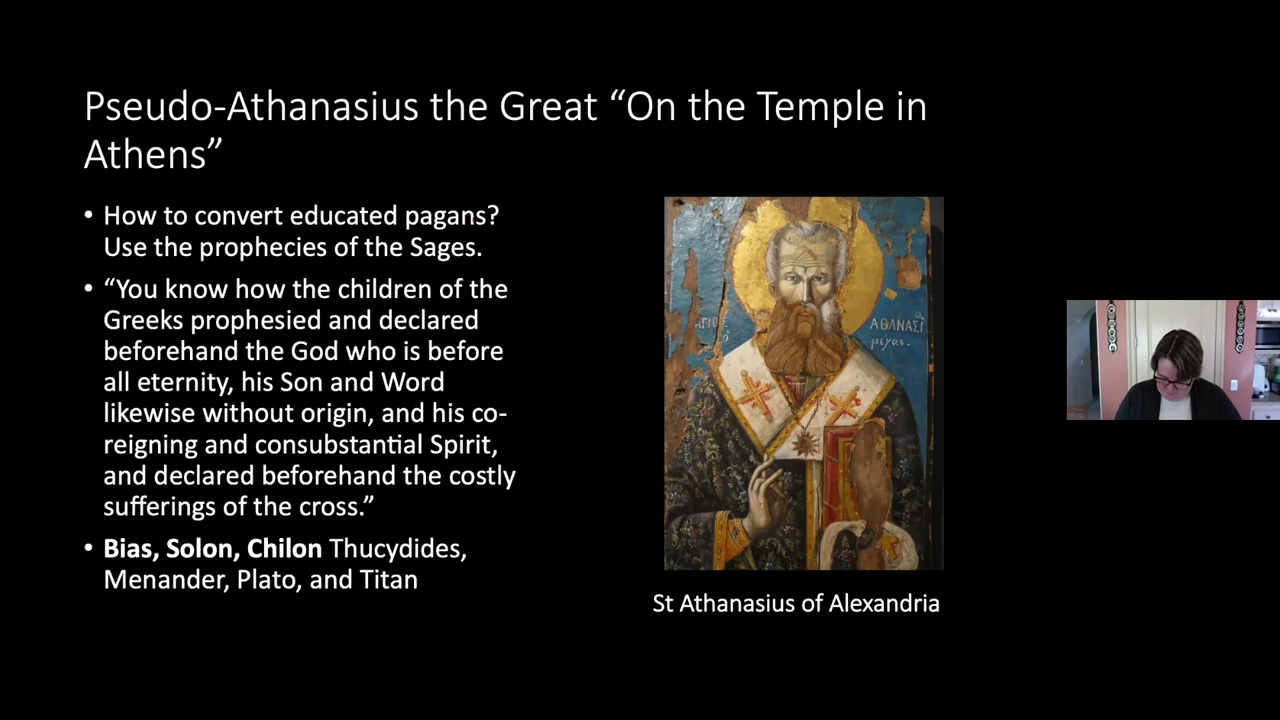 Pseudo-Athanasius the Great “On the Temple in
Athens”
• How to convert educated pagans?
Use the prophecies of the Sages.
• “You know how the children of the
Greeks prophesied and declared
beforehand the God who is before
all eternity, his Son and Word
likewise without origin, and his co-
reigning and consubstantial Spirit,
and declared beforehand the costly
sufferings of the cross.”
• Bias, Solon, Chilon Thucydides,
Menander, Plato, and Titan
ΑΘΑΝΑΣΙ
μέγας.
St Athanasius of Alexandria